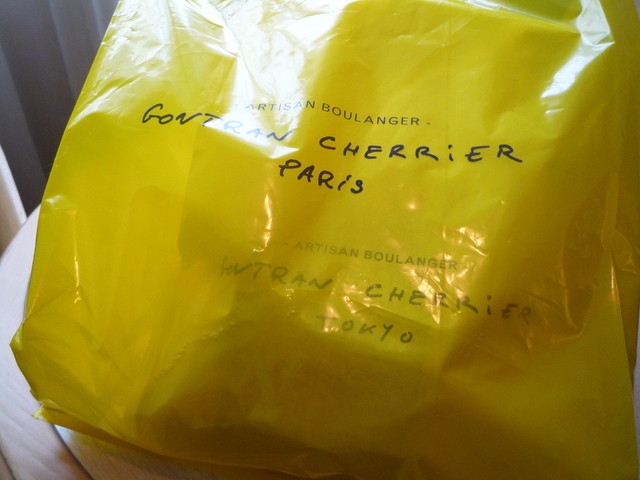 - ARTISAN BOULANGER -
GONTRAN CHERRiER
PARiS
- ARTISAN BOULANGER -
GONTRAN CHERRiER
TOKYO